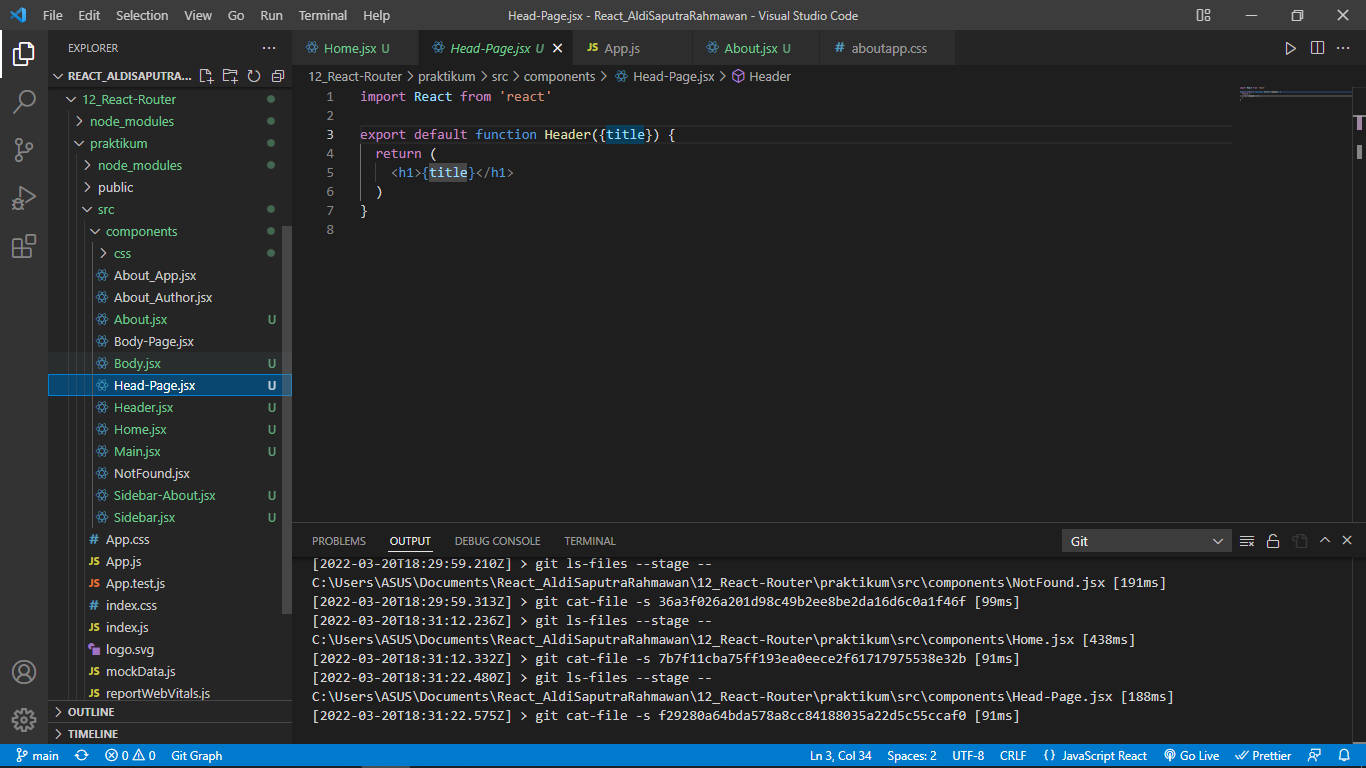 File Edit Selection View Go Run Terminal Help
Head-Page.jsx - React_AldiSaputraRahmawan - Visual Studio Code
EXPLORER
REACT_ALDISAPUTRA...
12_React-Router
node_modules
praktikum
node_modules
public
src
components
css
About_App.jsx
About_Author.jsx
About.jsx U
Body-Page.jsx
Body.jsx U
Head-Page.jsx U
Header.jsx U
Home.jsx U
Main.jsx U
NotFound.jsx
Sidebar-About.jsx U
Sidebar.jsx U
# App.css
JS App.js
JS App.test.js
# index.css
JS index.js
logo.svg
JS mockData.js
JS reportWebVitals.js
OUTLINE
TIMELINE
Home.jsx U Head-Page.jsx U JS App.js About.jsx U # aboutapp.css
12_React-Router > praktikum > src > components > Head-Page.jsx > Header
1 import React from 'react'
2
3 export default function Header({title}) {
4 return (
5 <h1>{title}</h1>
6 )
7 }
8
PROBLEMS OUTPUT DEBUG CONSOLE TERMINAL Git
[2022-03-20T18:29:59.210Z] > git ls-files --stage --
C:\Users\ASUS\Documents\React_AldiSaputraRahmawan\12_React-Router\praktikum\src\components\NotFound.jsx [191ms]
[2022-03-20T18:29:59.313Z] > git cat-file -s 36a3f026a201d98c49b2ee8be2da16d6c0a1f46f [99ms]
[2022-03-20T18:31:12.236Z] > git ls-files --stage --
C:\Users\ASUS\Documents\React_AldiSaputraRahmawan\12_React-Router\praktikum\src\components\Home.jsx [438ms]
[2022-03-20T18:31:12.332Z] > git cat-file -s 7b7f11cba75ff193ea0eece2f61717975538e32b [91ms]
[2022-03-20T18:31:22.480Z] > git ls-files --stage --
C:\Users\ASUS\Documents\React_AldiSaputraRahmawan\12_React-Router\praktikum\src\components\Head-Page.jsx [188ms]
[2022-03-20T18:31:22.575Z] > git cat-file -s f29280a64bda578a8cc84188035a22d5c55ccaf0 [91ms]
main 0 0 Git Graph Ln 3, Col 34 Spaces: 2 UTF-8 CRLF {} JavaScript React Go Live Prettier